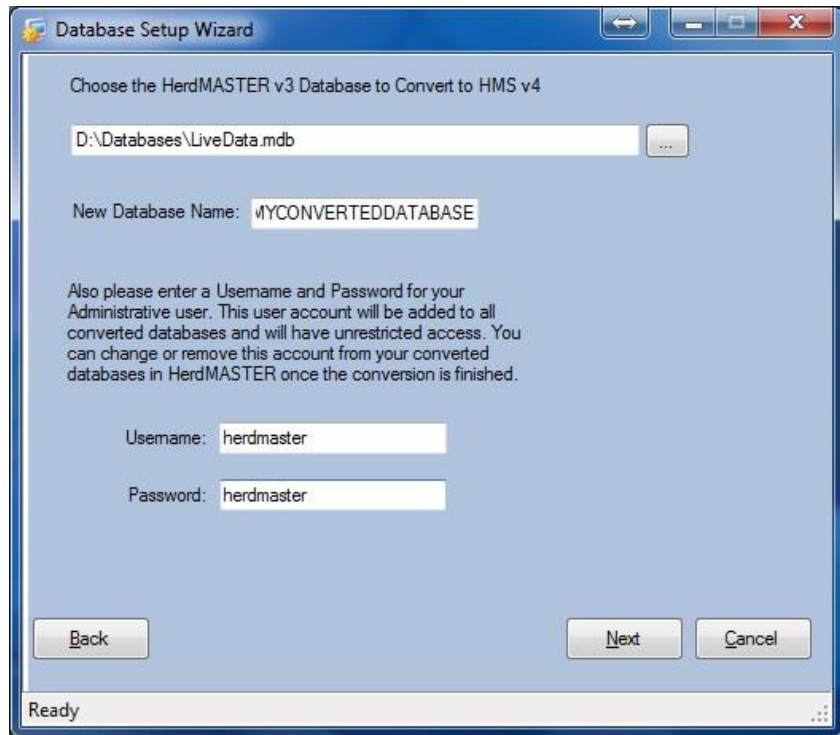 Database Setup Wizard
Choose the HerdMASTER v3 Database to Convert to HMS v4
D:\Databases\LiveData.mdb
...
New Database Name: MYCONVERTEDDATABASE
Also please enter a Username and Password for your
Administrative user. This user account will be added to all
converted databases and will have unrestricted access. You
can change or remove this account from your converted
databases in HerdMASTER once the conversion is finished.
Username: herdmaster
Password: herdmaster
Back Next Cancel
Ready